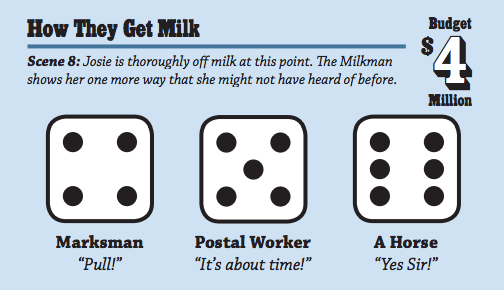 How They Get Milk
Budget
$4
Million
Scene 8: Josie is thoroughly off milk at this point. The Milkman
shows her one more way that she might not have heard of before.
Marksman
Postal Worker
A Horse
“Pull!”
“It’s about time!”
“Yes Sir!”